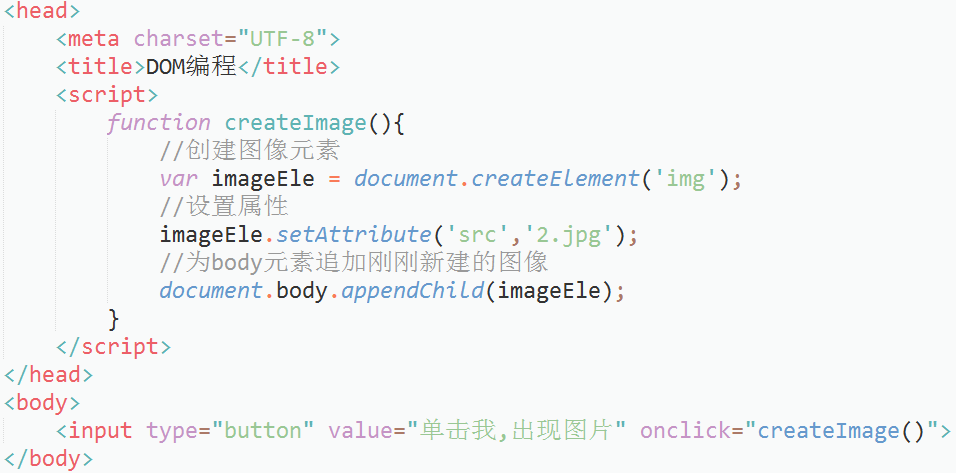 <head>
    <meta charset="UTF-8">
    <title>DOM编程</title>
    <script>
        function createImage(){
            //创建图像元素
            var imageEle = document.createElement('img');
            //设置属性
            imageEle.setAttribute('src','2.jpg');
            //为body元素追加刚刚新建的图像
            document.body.appendChild(imageEle);
        }
    </script>
</head>
<body>
    <input type="button" value="单击我,出现图片" onclick="createImage()">
</body>